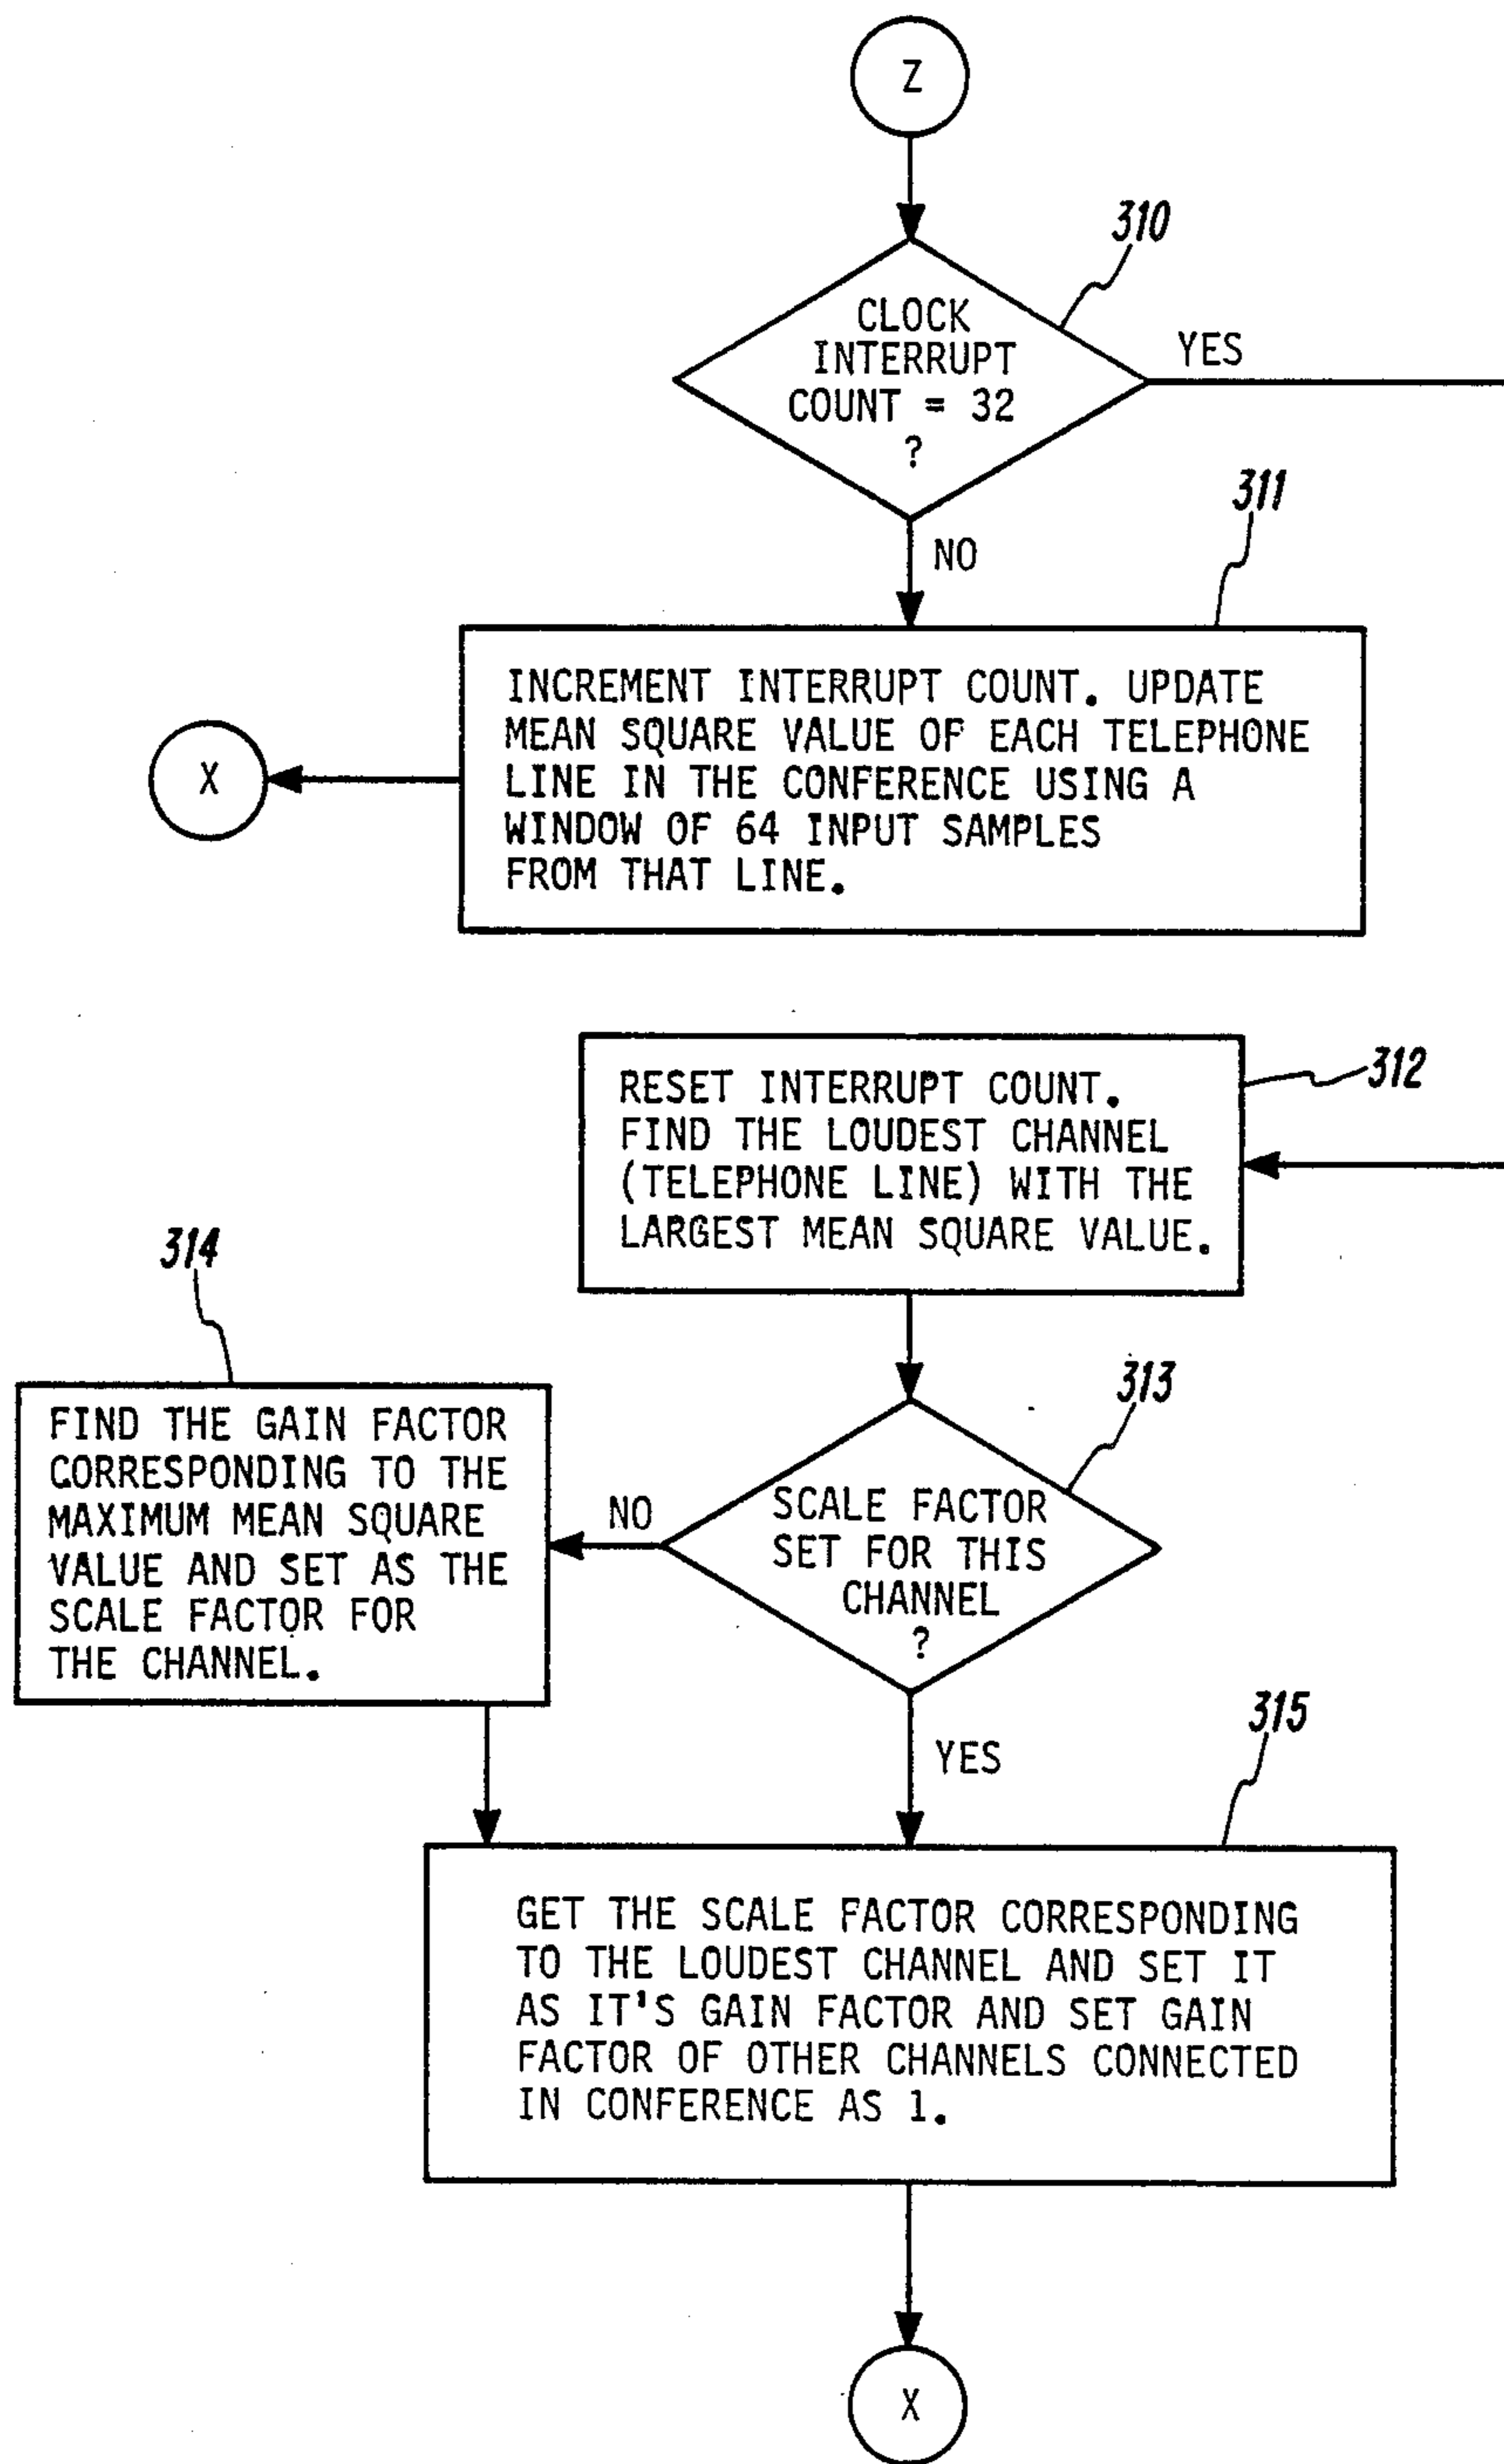 Z
310
CLOCK
INTERRUPT
COUNT = 32
?
YES
NO
311
INCREMENT INTERRUPT COUNT. UPDATE
MEAN SQUARE VALUE OF EACH TELEPHONE
LINE IN THE CONFERENCE USING A
WINDOW OF 64 INPUT SAMPLES
FROM THAT LINE.
X
312
RESET INTERRUPT COUNT.
FIND THE LOUDEST CHANNEL
(TELEPHONE LINE) WITH THE
LARGEST MEAN SQUARE VALUE.
314
FIND THE GAIN FACTOR
CORRESPONDING TO THE
MAXIMUM MEAN SQUARE
VALUE AND SET AS THE
SCALE FACTOR FOR
THE CHANNEL.
313
NO
SCALE FACTOR
SET FOR THIS
CHANNEL
?
YES
315
GET THE SCALE FACTOR CORRESPONDING
TO THE LOUDEST CHANNEL AND SET IT
AS IT'S GAIN FACTOR AND SET GAIN
FACTOR OF OTHER CHANNELS CONNECTED
IN CONFERENCE AS 1.
X